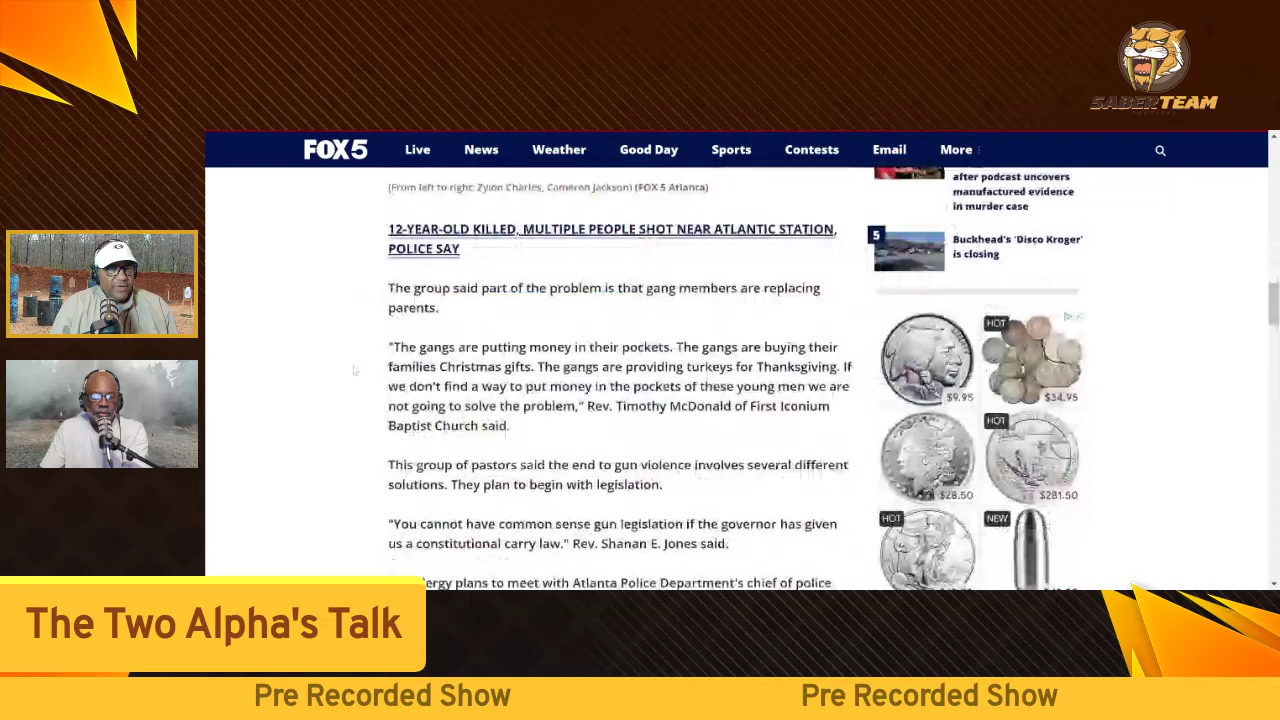 SABERTEAM
FOX 5
Live
News
Weather
Good Day
Sports
Contests
Email
More
(From left to right: Zyion Charles, Cameron Jackson) (FOX 5 Atlanta)
12-YEAR-OLD KILLED, MULTIPLE PEOPLE SHOT NEAR ATLANTIC STATION,
POLICE SAY
The group said part of the problem is that gang members are replacing
parents.
"The gangs are putting money in their pockets. The gangs are buying their
families Christmas gifts. The gangs are providing turkeys for Thanksgiving. If
we don't find a way to put money in the pockets of these young men we are
not going to solve the problem," Rev. Timothy McDonald of First Iconium
Baptist Church said.
This group of pastors said the end to gun violence involves several different
solutions. They plan to begin with legislation.
"You cannot have common sense gun legislation if the governor has given
us a constitutional carry law." Rev. Shanan E. Jones said.
plans to meet with Atlanta Police Department's chief of police
after podcast uncovers
manufactured evidence
in murder case
5
Buckhead's 'Disco Kroger'
is closing
HOT
$9.95
$34.95
HOT
$28.50
$281.50
HOT
NEW
The Two Alpha's Talk
Pre Recorded Show
Pre Recorded Show